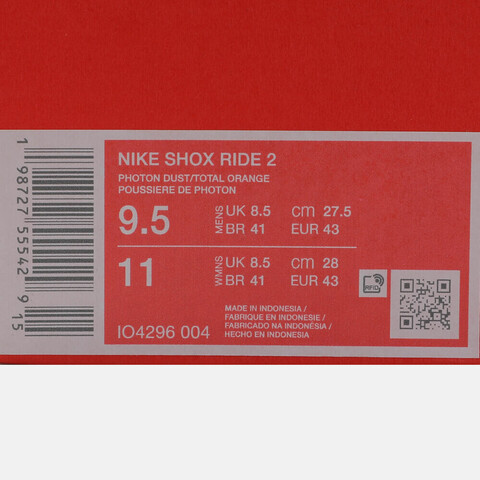 1 98727 55542 9 15
NIKE SHOX RIDE 2
PHOTON DUST/TOTAL ORANGE
POUSSIERE DE PHOTON
9.5 MENS UK 8.5 cm 27.5
BR 41 EUR 43
11 WMNS UK 8.5 cm 28
BR 41 EUR 43
RFID
MADE IN INDONESIA /
FABRIQUE EN INDONESIE /
FABRICADO NA INDONÉSIA /
HECHO EN INDONESIA
IO4296 004